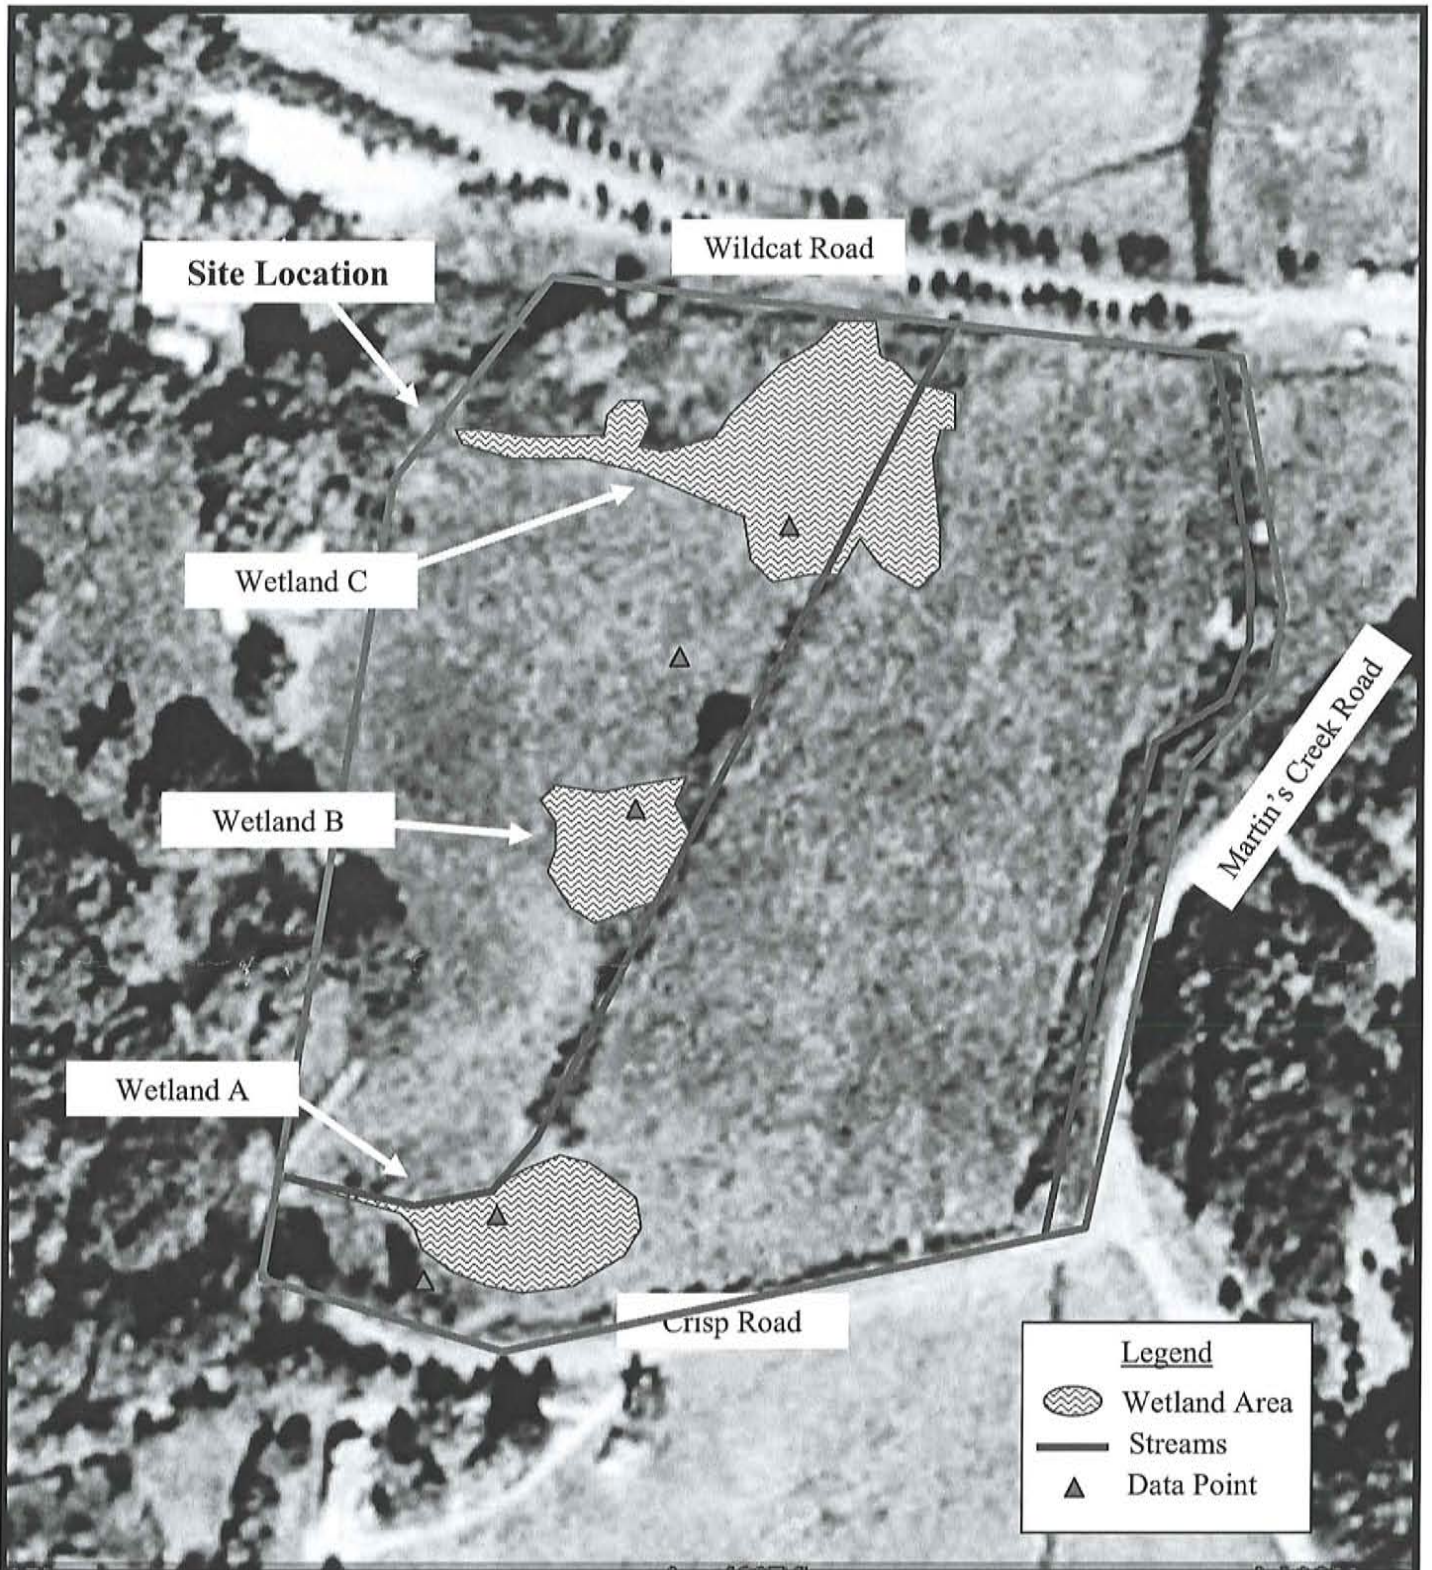 Wildcat Road
Site Location
Wetland C
Martin's Creek Road
Wetland B
Wetland A
Crisp Road
Legend
Wetland Area
Streams
Data Point